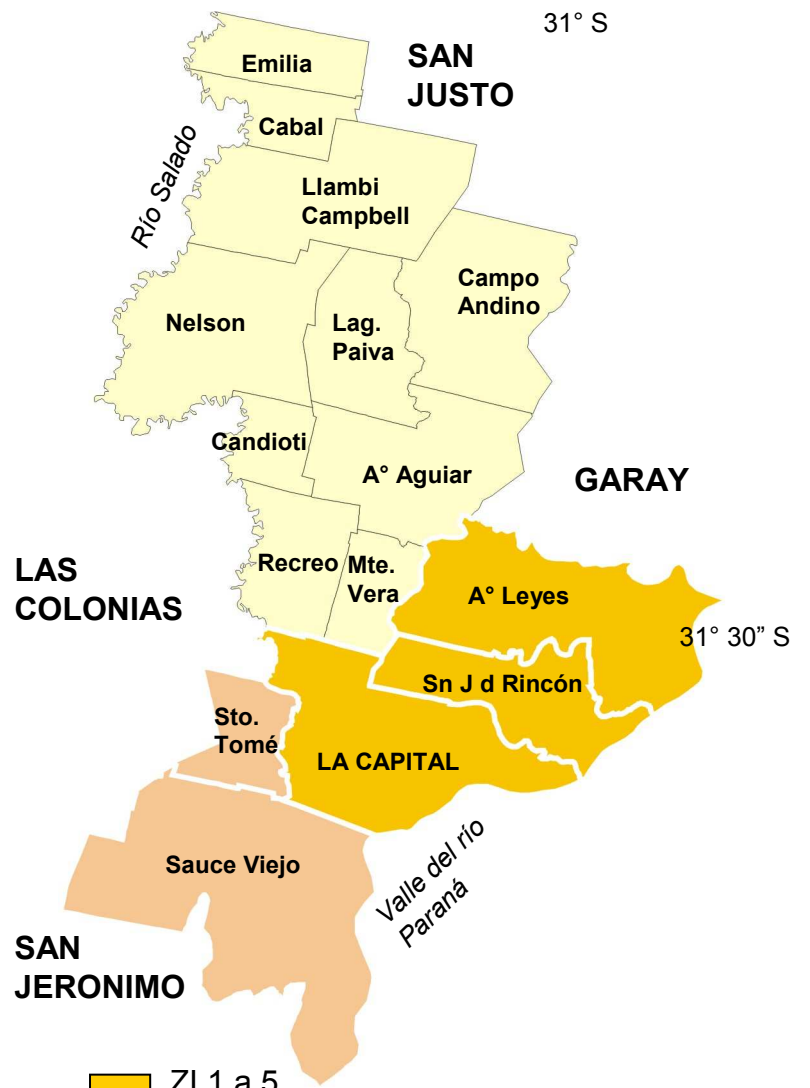 31° S
SAN
JUSTO
Emilia
Cabal
Río Salado
Llambi
Campbell
Campo
Andino
Nelson
Lag.
Paiva
Candioti
A° Aguiar
GARAY
Recreo
Mte.
Vera
LAS
COLONIAS
A° Leyes
31° 30” S
Sn J d Rincón
Sto.
Tomé
LA CAPITAL
Sauce Viejo
Valle del río
Paraná
SAN
JERONIMO
ZI 1 a 5